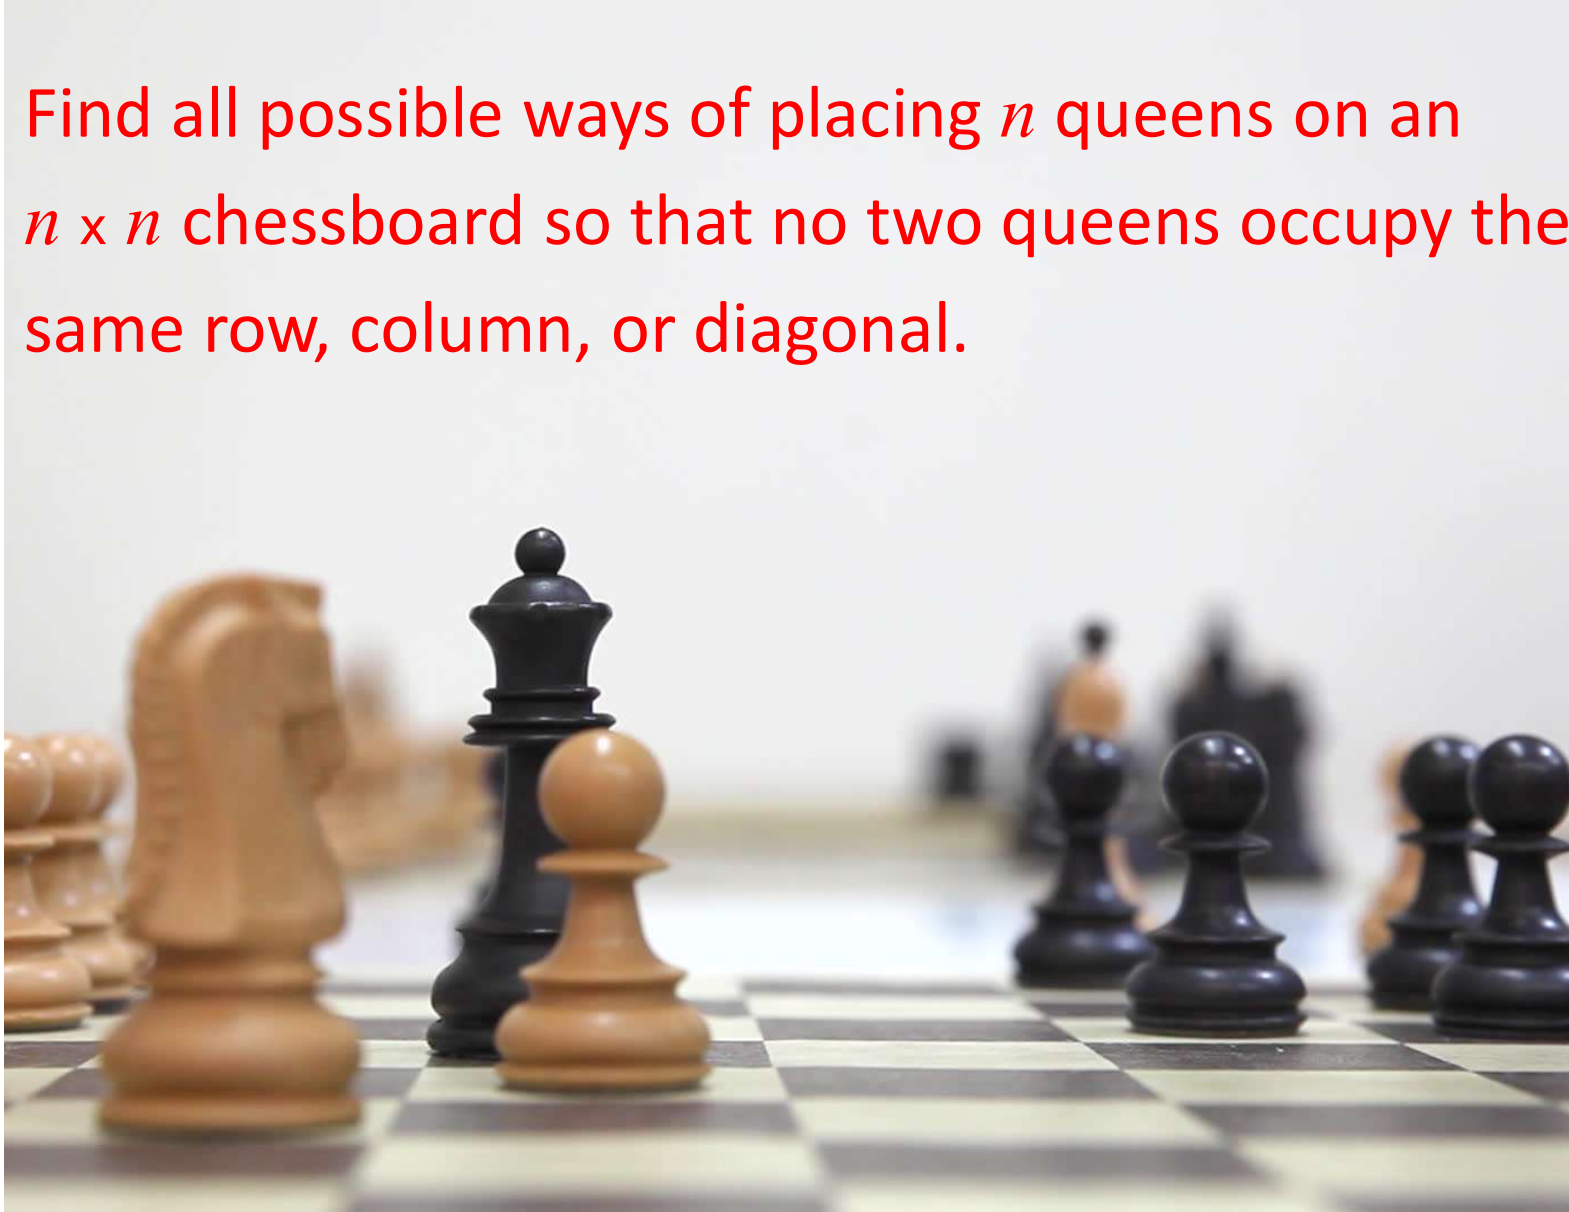 Find all possible ways of placing n queens on an
n x n chessboard so that no two queens occupy the
same row, column, or diagonal.